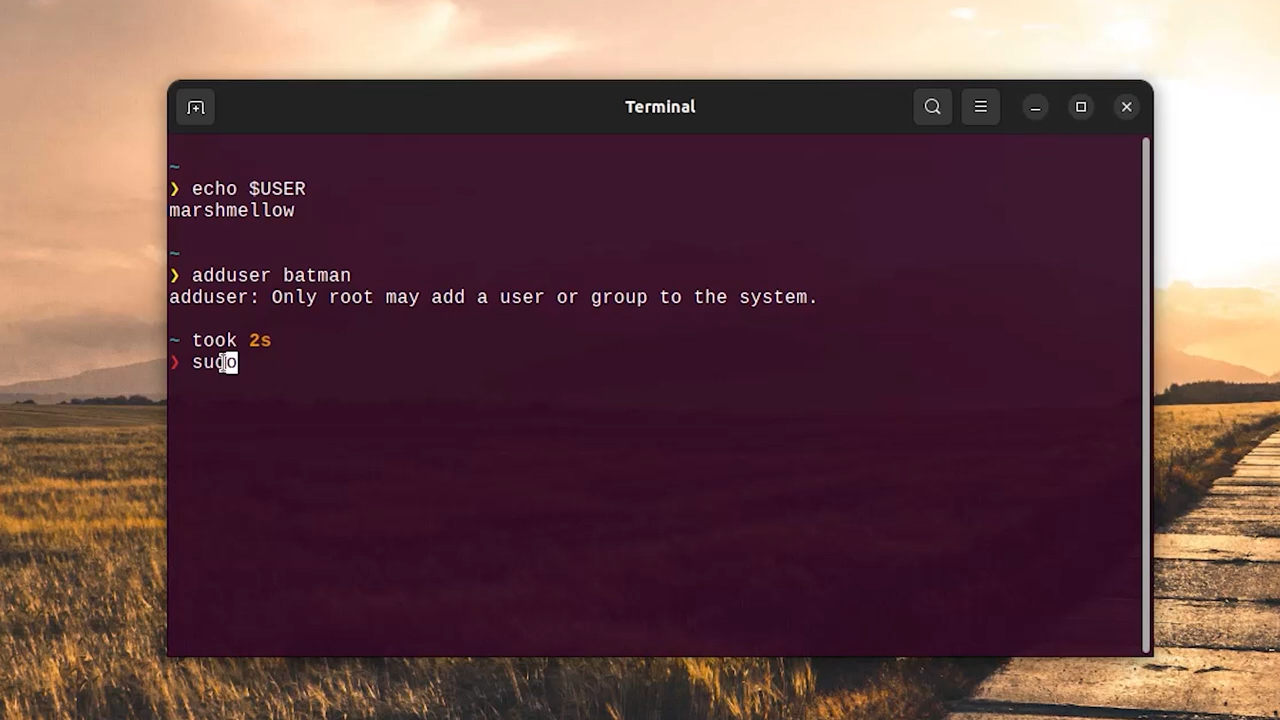 Terminal
~
❯ echo $USER
marshmellow
~
❯ adduser batman
adduser: Only root may add a user or group to the system.
~ took 2s
❯ sudo